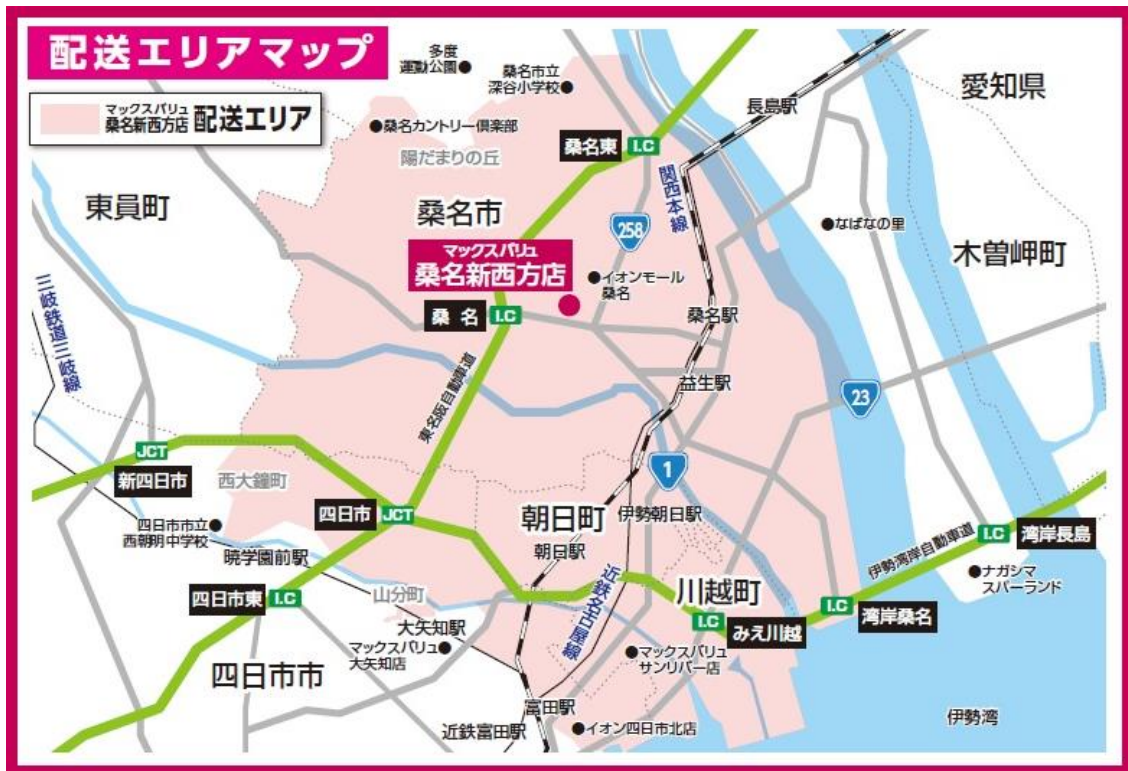 配送エリアマップ
マックスバリュ
桑名新西方店 配送エリア
多度
運動公園
桑名市立
深谷小学校
長島駅
愛知県
桑名カントリー倶楽部
桑名東 I.C
陽だまりの丘
関西本線
東員町
桑名市
258
なばなの里
木曽岬町
マックスバリュ
桑名新西方店
イオンモール
桑名
三岐鉄道三岐線
桑名 I.C
桑名駅
東名阪自動車道
益生駅
23
JCT
新四日市
西大鐘町
1
四日市 JCT
朝日町
伊勢朝日駅
四日市市立
西朝明中学校
暁学園前駅
朝日駅
伊勢湾岸自動車道
I.C 湾岸長島
近鉄名古屋線
ナガシマ
スパーランド
四日市東 I.C
山分町
川越町
I.C みえ川越
I.C 湾岸桑名
大矢知駅
マックスバリュ
大矢知店
マックスバリュ
サンリバー店
四日市市
富田駅
近鉄富田駅
イオン四日市北店
伊勢湾